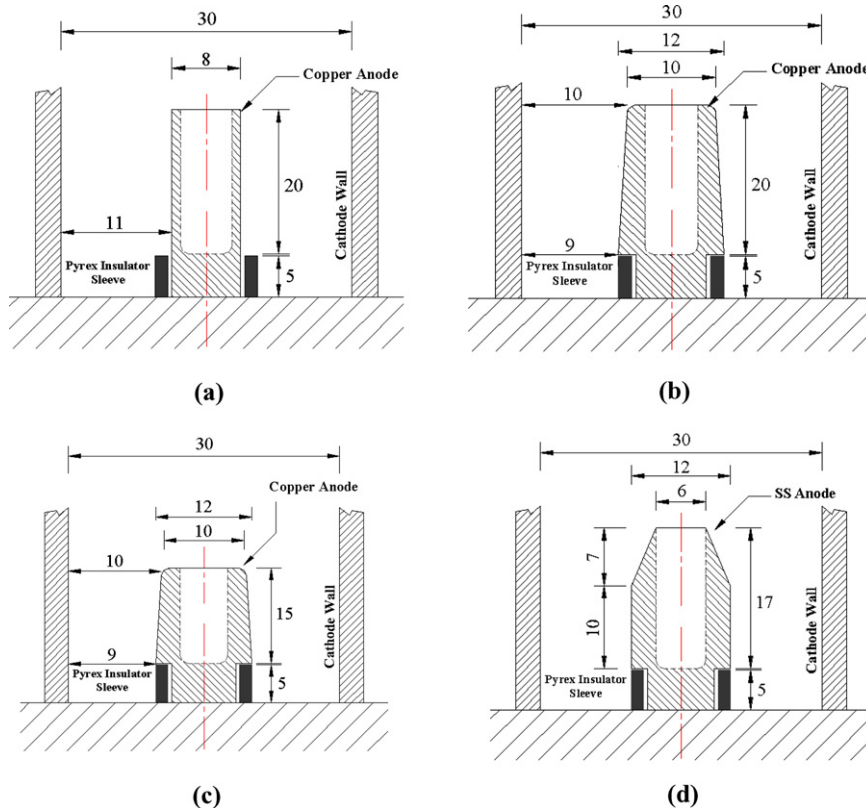 30
8
Copper Anode
20
11
Cathode Wall
Pyrex Insulator
Sleeve
5
(a)
30
12
10
Copper Anode
10
20
Cathode Wall
9
Pyrex Insulator
Sleeve
5
(b)
30
Copper Anode
12
10
10
15
Cathode Wall
9
Pyrex Insulator
Sleeve
5
(c)
30
12
6
SS Anode
7
17
10
Cathode Wall
Pyrex Insulator
Sleeve
5
(d)